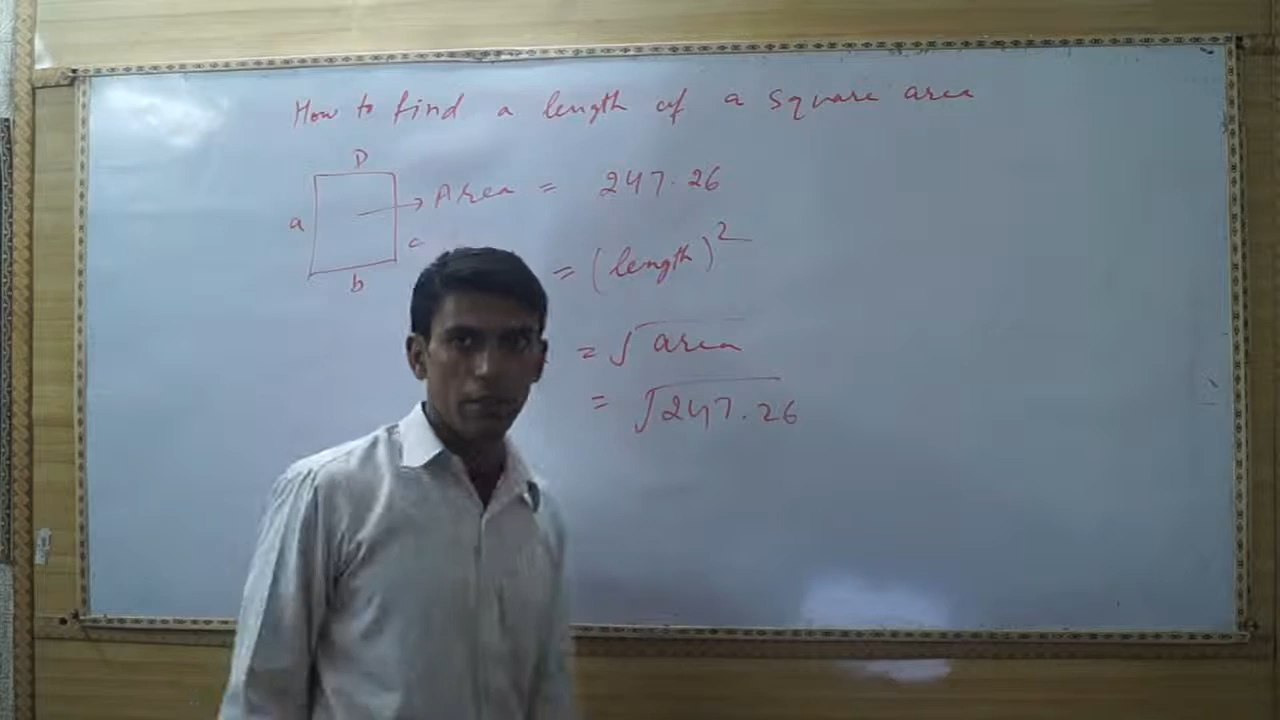 How to find a length of a square area
D
a
→ Area = 247.26
c
b
= (length)²
= √area
= √247.26